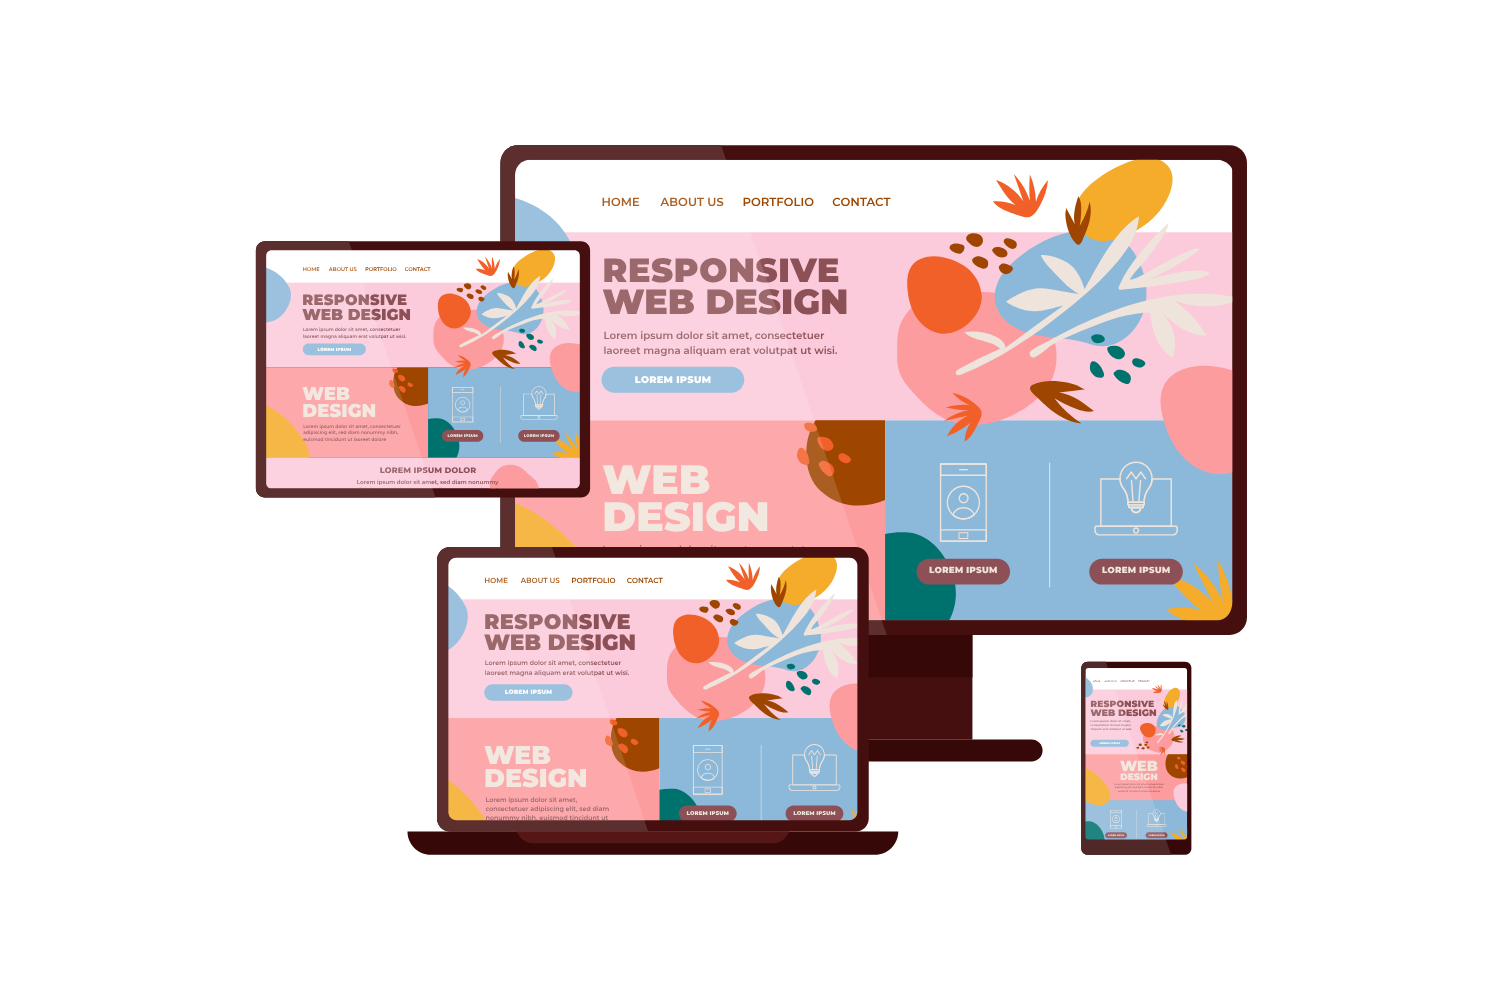 HOME ABOUT US PORTFOLIO CONTACT
RESPONSIVE
WEB DESIGN
Lorem ipsum dolor sit amet, consectetuer
laoreet magna aliquam erat volutpat ut wisi.
LOREM IPSUM
WEB
DESIGN
LOREM IPSUM
LOREM IPSUM
HOME ABOUT US PORTFOLIO CONTACT
RESPONSIVE
WEB DESIGN
Lorem ipsum dolor sit amet, consectetuer
laoreet magna aliquam erat volutpat ut wisi.
LOREM IPSUM
WEB
DESIGN
Lorem ipsum dolor sit amet, consectetuer
adipiscing elit, sed diam nonummy nibh,
euismod tincidunt ut laoreet dolore
LOREM IPSUM
LOREM IPSUM
LOREM IPSUM DOLOR
Lorem ipsum dolor sit amet, sed diam nonummy
HOME ABOUT US PORTFOLIO CONTACT
RESPONSIVE
WEB DESIGN
Lorem ipsum dolor sit amet, consectetuer
laoreet magna aliquam erat volutpat ut wisi.
LOREM IPSUM
WEB
DESIGN
Lorem ipsum dolor sit amet,
consectetuer adipiscing elit, sed diam
nonummy nibh, euismod tincidunt ut
LOREM IPSUM
LOREM IPSUM
RESPONSIVE
WEB DESIGN
WEB
DESIGN